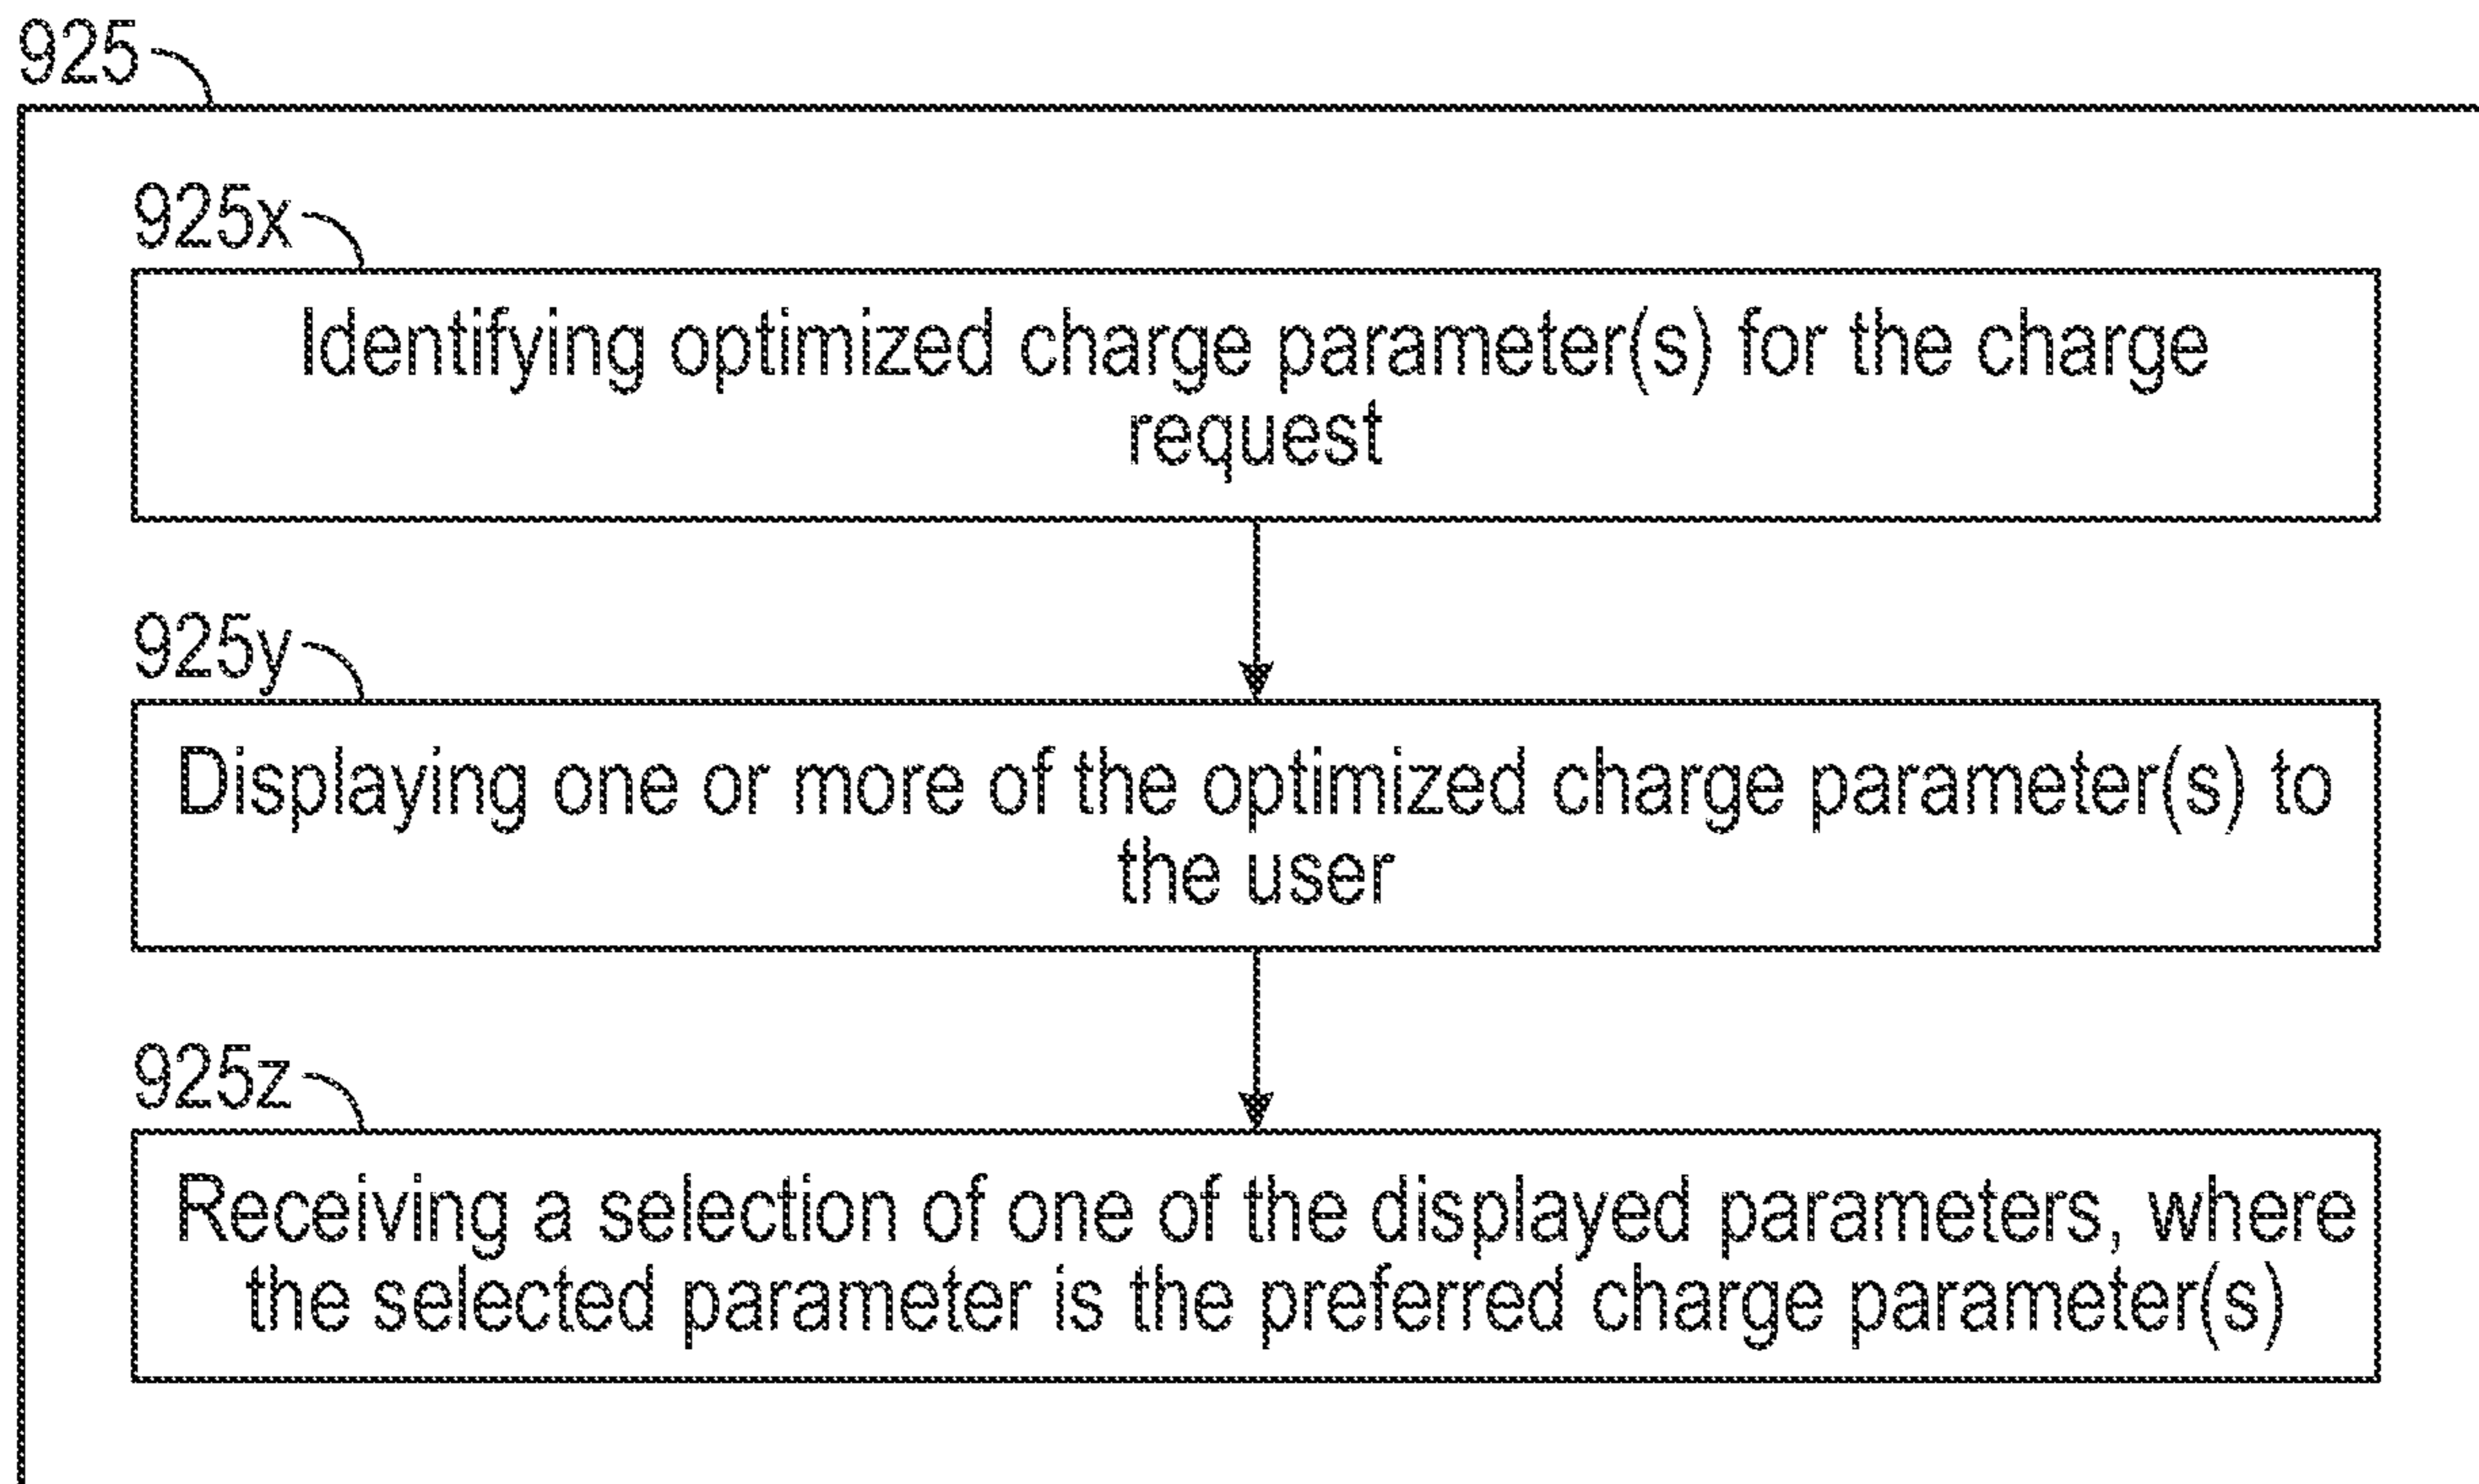 925
925x
Identifying optimized charge parameter(s) for the charge
request
925y
Displaying one or more of the optimized charge parameter(s) to
the user
925z
Receiving a selection of one of the displayed parameters, where
the selected parameter is the preferred charge parameter(s)